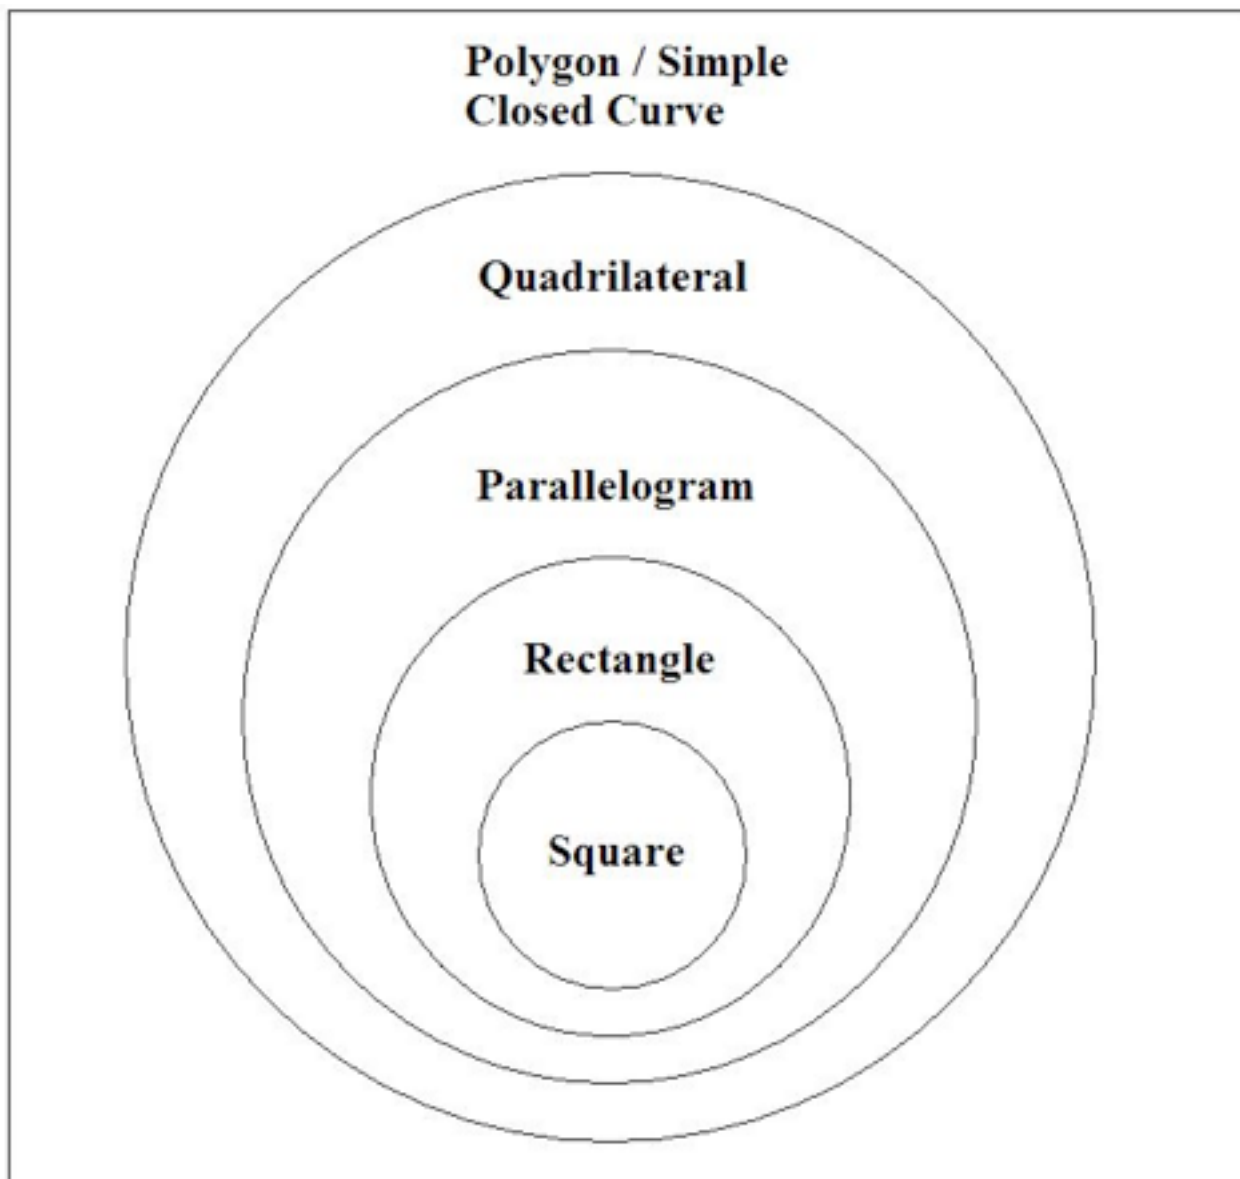 Polygon / Simple
Closed Curve
Quadrilateral
Parallelogram
Rectangle
Square